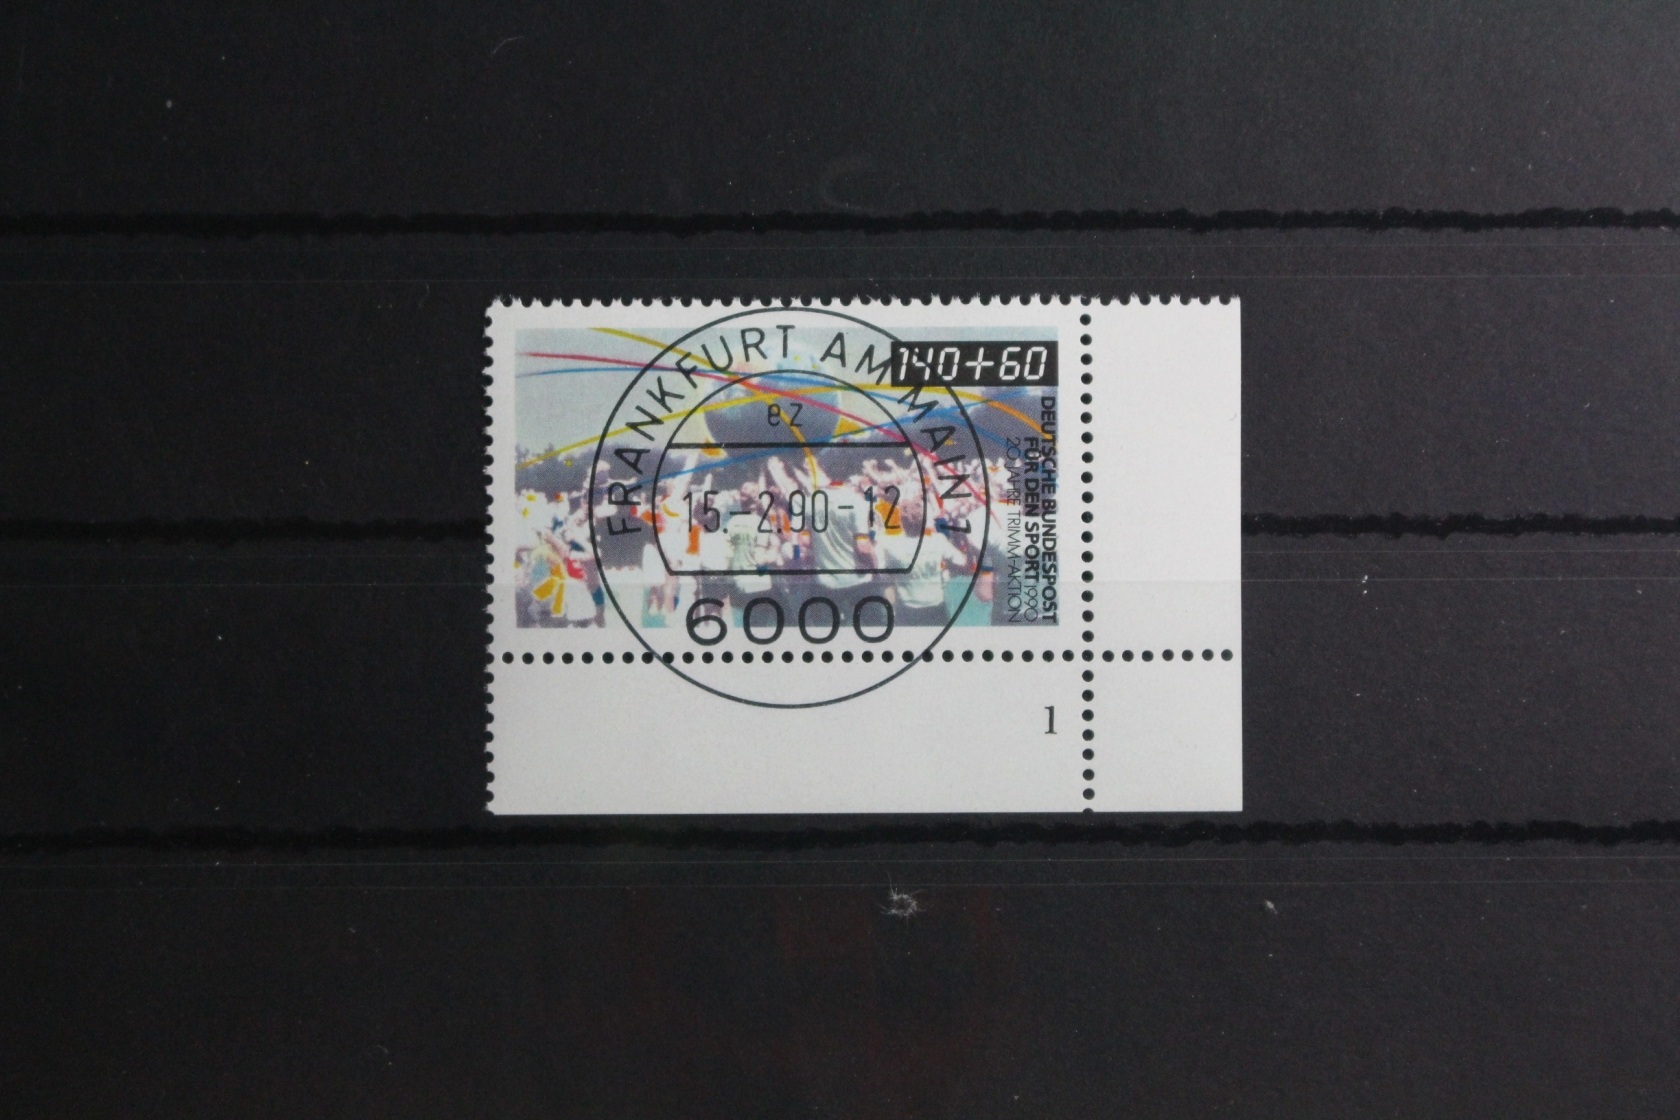 140+60
DEUTSCHE BUNDESPOST
FÜR DEN SPORT 1990
20 JAHRE TRIMM-AKTION
FRANKFURT AM MAIN 1
ez
15.-2.90-12
6000
1